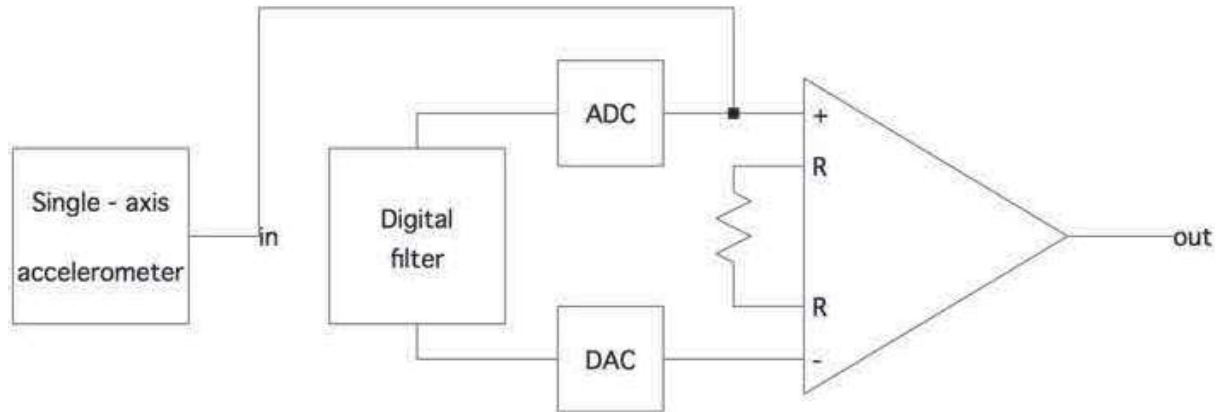 Single - axis
accelerometer
in
Digital
filter
ADC
DAC
+
R
R
-
out